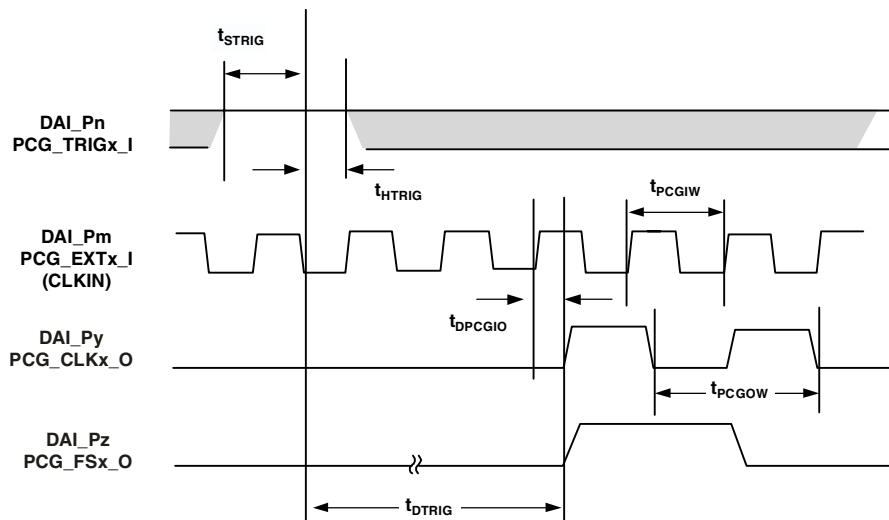 tSTRIG
DAI_Pn
PCG_TRIGx_I
tHTRIG
tPCGIW
DAI_Pm
PCG_EXTx_I
(CLKIN)
tDPCGIO
DAI_Py
PCG_CLKx_O
tPCGOW
DAI_Pz
PCG_FSx_O
tDTRIG